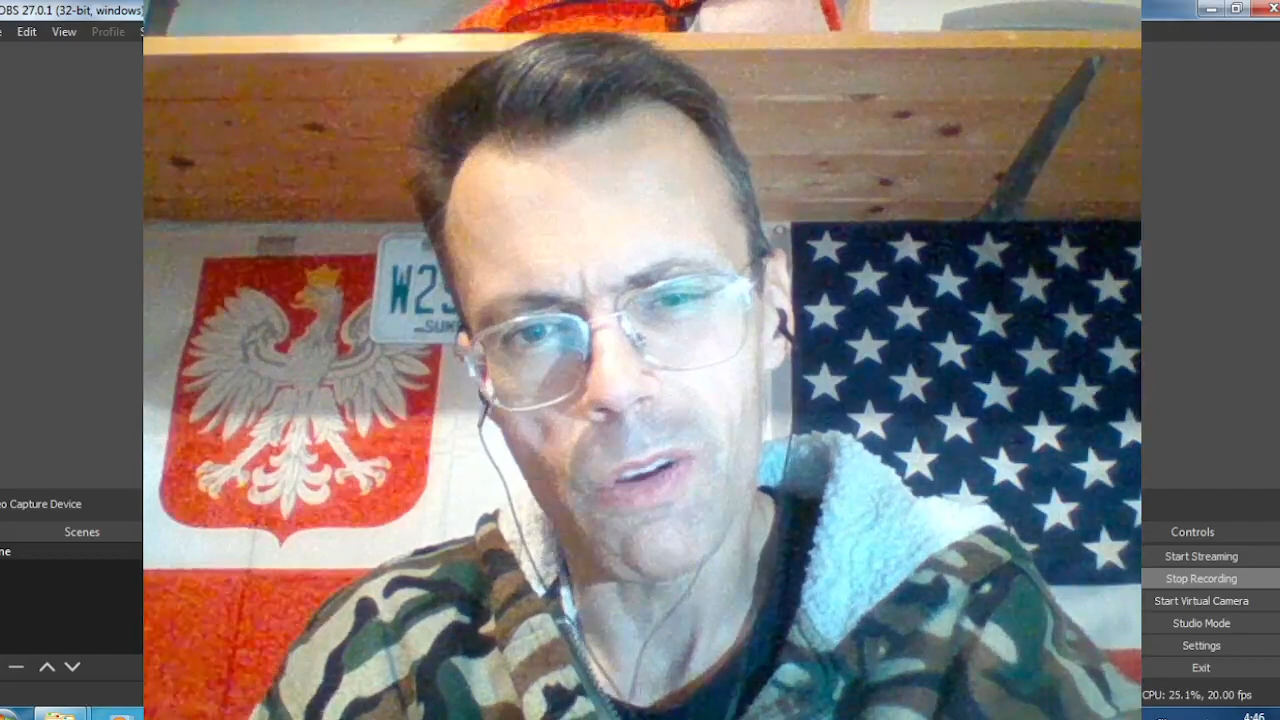 OBS 27.0.1 (32-bit, windows)
Edit View Profile
W23
SUN
Capture Device
Scenes
Controls
Start Streaming
Stop Recording
Start Virtual Camera
Studio Mode
Settings
Exit
CPU: 25.1%, 20.00 fps
4:46